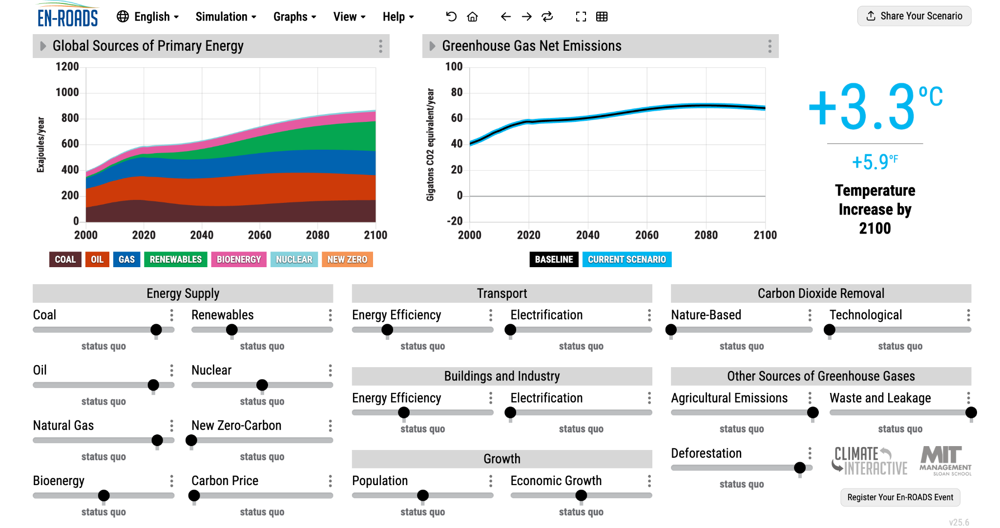 EN-ROADS
English
Simulation
Graphs
View
Help
Share Your Scenario
Global Sources of Primary Energy
Exajoules/year
1200
1000
800
600
400
200
0
2000 2020 2040 2060 2080 2100
COAL OIL GAS RENEWABLES BIOENERGY NUCLEAR NEW ZERO
Greenhouse Gas Net Emissions
Gigatons CO2 equivalent/year
100
80
60
40
20
0
-20
2000 2020 2040 2060 2080 2100
BASELINE CURRENT SCENARIO
+3.3°C
+5.9°F
Temperature
Increase by
2100
Energy Supply
Coal
status quo
Renewables
status quo
Oil
status quo
Nuclear
status quo
Natural Gas
status quo
New Zero-Carbon
status quo
Bioenergy
status quo
Carbon Price
status quo
Transport
Energy Efficiency
status quo
Electrification
status quo
Buildings and Industry
Energy Efficiency
status quo
Electrification
status quo
Growth
Population
status quo
Economic Growth
status quo
Carbon Dioxide Removal
Nature-Based
status quo
Technological
status quo
Other Sources of Greenhouse Gases
Agricultural Emissions
status quo
Waste and Leakage
status quo
Deforestation
status quo
CLIMATE
INTERACTIVE
MIT
MANAGEMENT
SLOAN SCHOOL
Register Your En-ROADS Event
v25.6